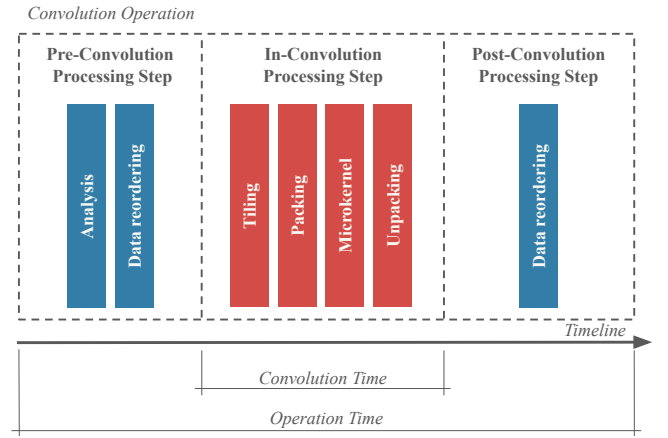 Convolution Operation
Pre-Convolution
Processing Step
In-Convolution
Processing Step
Post-Convolution
Processing Step
Analysis
Data reordering
Tiling
Packing
Microkernel
Unpacking
Data reordering
Timeline
Convolution Time
Operation Time